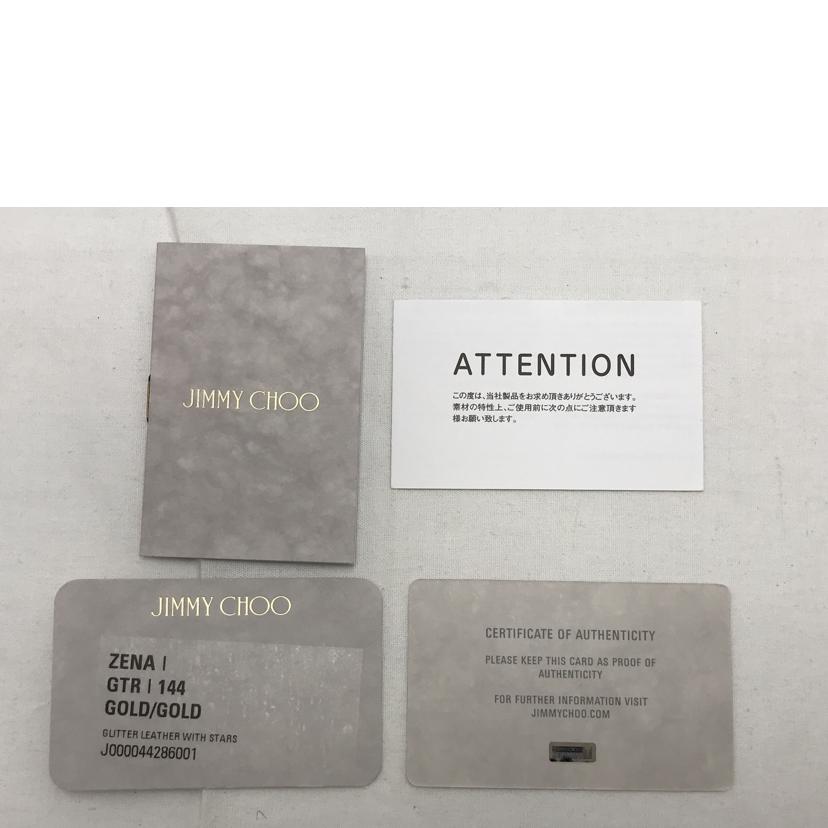 JIMMY CHOO
ATTENTION
この度は、当社製品をお求め頂きありがとうございます。
素材の特性上、ご使用前に次の点にご注意頂きます
様お願い致します。
JIMMY CHOO
ZENA |
GTR | 144
GOLD/GOLD
GLITTER LEATHER WITH STARS
J000044286001
CERTIFICATE OF AUTHENTICITY
PLEASE KEEP THIS CARD AS PROOF OF
AUTHENTICITY
FOR FURTHER INFORMATION VISIT
JIMMYCHOO.COM